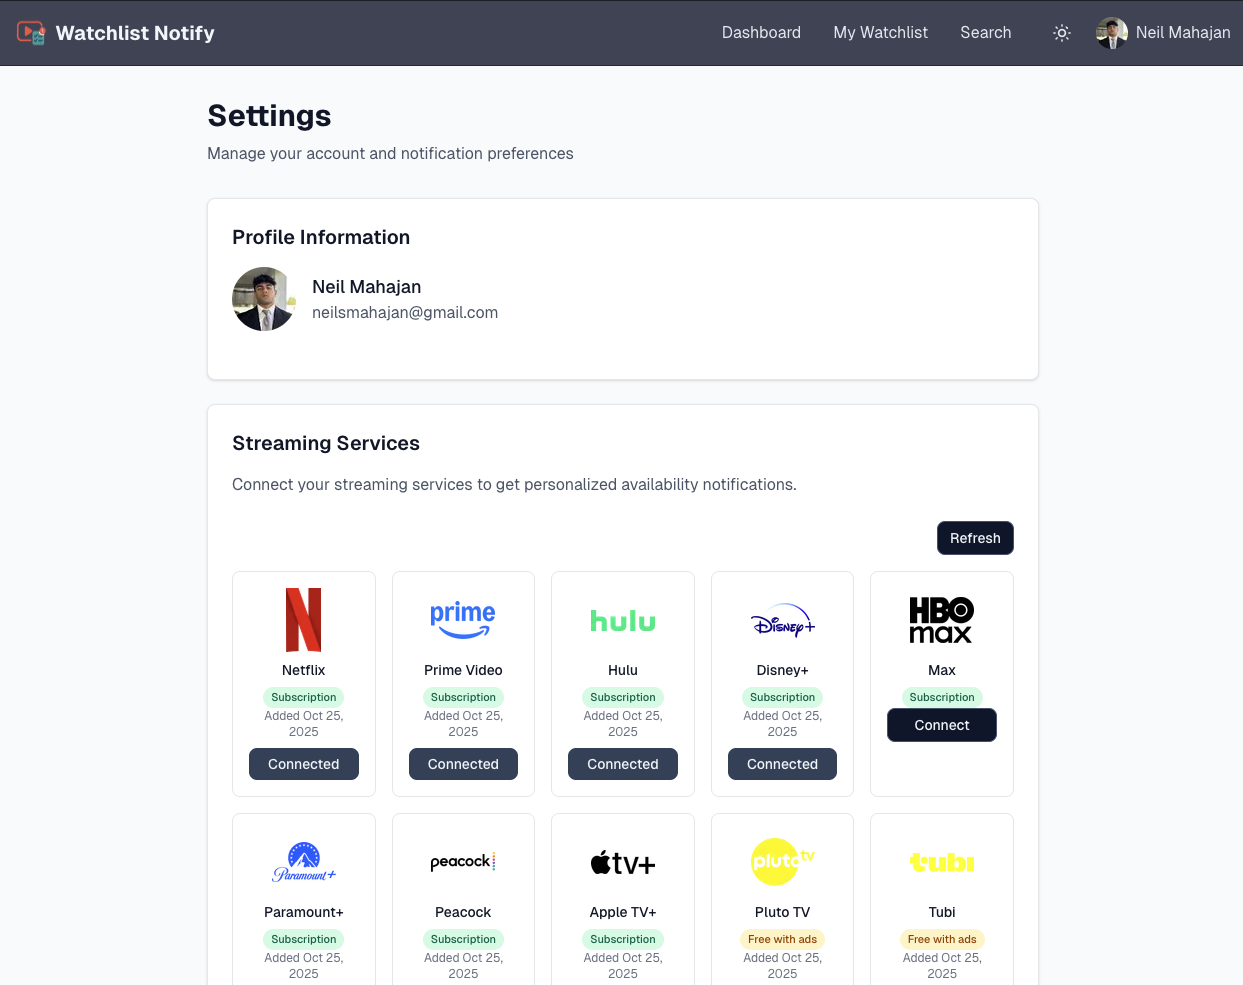 Watchlist Notify
Dashboard
My Watchlist
Search
Neil Mahajan
Settings
Manage your account and notification preferences
Profile Information
Neil Mahajan
neilsmahajan@gmail.com
Streaming Services
Connect your streaming services to get personalized availability notifications.
Refresh
N
Netflix
Subscription
Added Oct 25,
2025
Connected
prime
Prime Video
Subscription
Added Oct 25,
2025
Connected
hulu
Hulu
Subscription
Added Oct 25,
2025
Connected
Disney+
Disney+
Subscription
Added Oct 25,
2025
Connected
HBO
max
Max
Subscription
Connect
Paramount+
Paramount+
Subscription
Added Oct 25,
2025
peacock
Peacock
Subscription
Added Oct 25,
2025
tv+
Apple TV+
Subscription
Added Oct 25,
2025
pluto tv
Pluto TV
Free with ads
Added Oct 25,
2025
tubi
Tubi
Free with ads
Added Oct 25,
2025